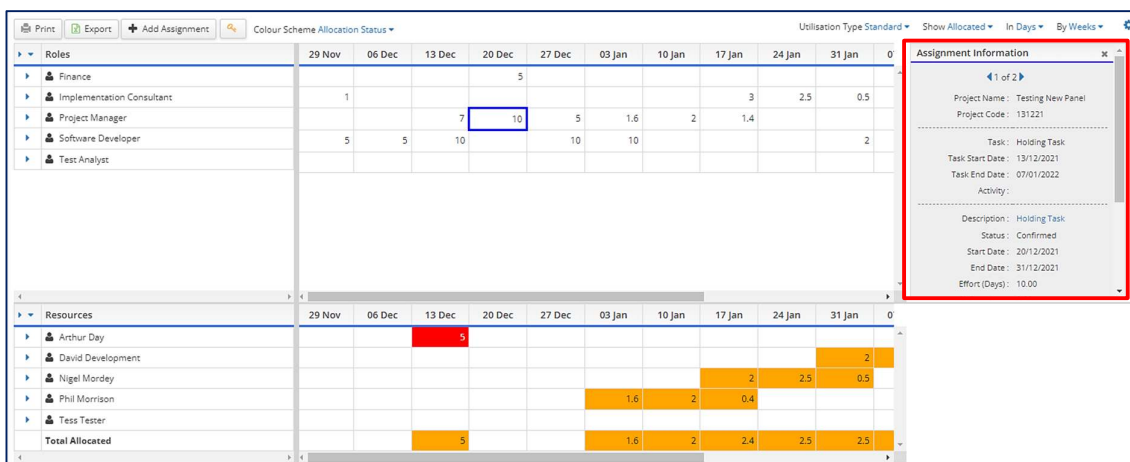 Print Export Add Assignment Colour Scheme Allocation Status Utilisation Type Standard Show Allocated In Days By Weeks
Roles 29 Nov 06 Dec 13 Dec 20 Dec 27 Dec 03 Jan 10 Jan 17 Jan 24 Jan 31 Jan 0
Finance 5
Implementation Consultant 1 3 2.5 0.5
Project Manager 7 10 5 1.6 2 1.4
Software Developer 5 5 10 10 10 2
Test Analyst
Assignment Information x
1 of 2
Project Name : Testing New Panel
Project Code : 131221
Task : Holding Task
Task Start Date : 13/12/2021
Task End Date : 07/01/2022
Activity :
Description : Holding Task
Status : Confirmed
Start Date : 20/12/2021
End Date : 31/12/2021
Effort (Days) : 10.00
Resources 29 Nov 06 Dec 13 Dec 20 Dec 27 Dec 03 Jan 10 Jan 17 Jan 24 Jan 31 Jan 0
Arthur Day 5
David Development 2
Nigel Mordey 2 2.5 0.5
Phil Morrison 1.6 2 0.4
Tess Tester
Total Allocated 5 1.6 2 2.4 2.5 2.5